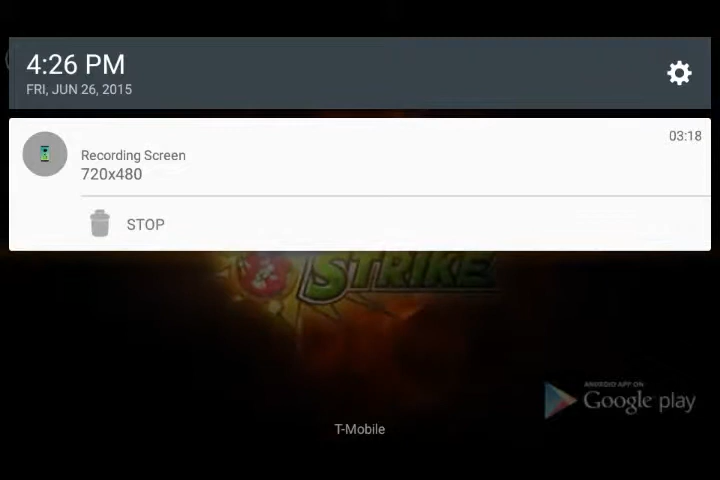 4:26 PM
FRI, JUN 26, 2015
03:18
Recording Screen
720x480
STOP
STRIKE
ANDROID APP ON
Google play
T-Mobile